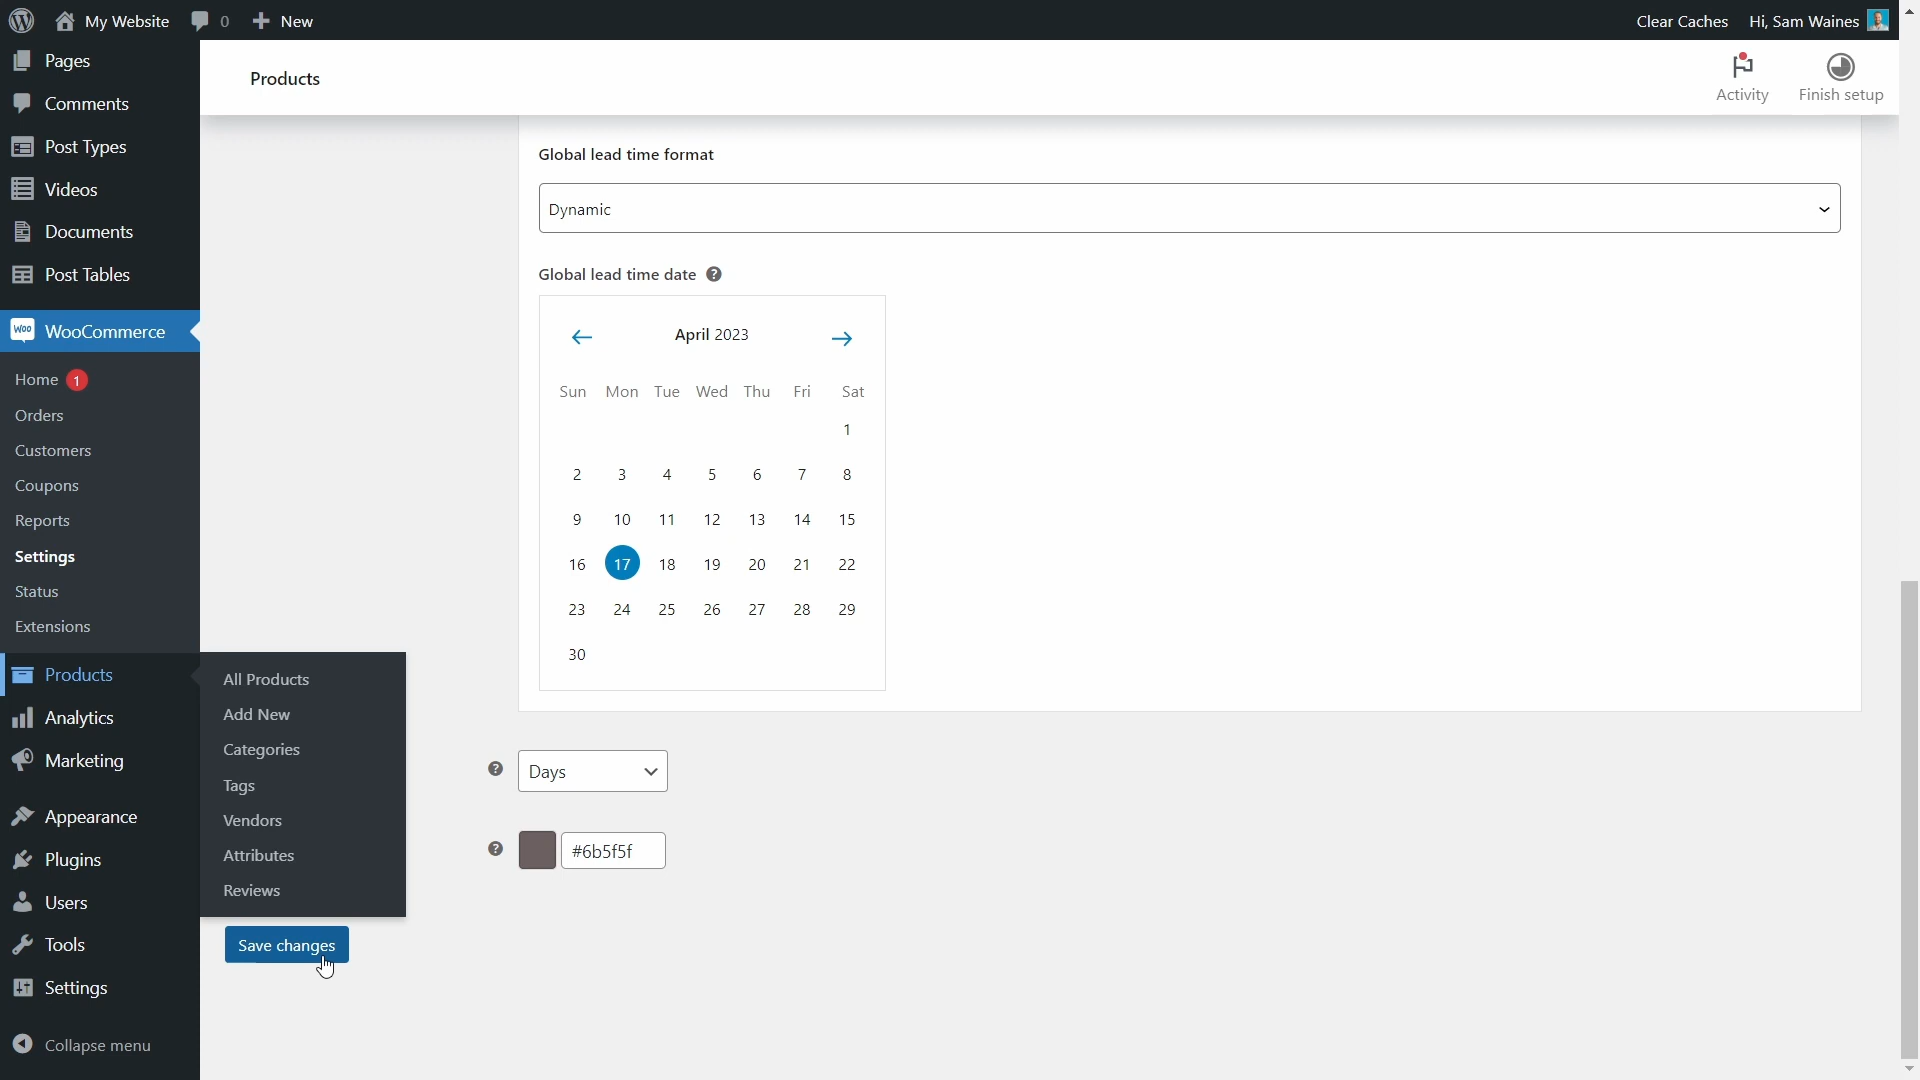 My Website 0 New Clear Caches Hi, Sam Waines
Pages
Comments
Post Types
Videos
Documents
Post Tables
Woo WooCommerce
Home 1
Orders
Customers
Coupons
Reports
Settings
Status
Extensions
Products
Analytics
Marketing
Appearance
Plugins
Users
Tools
Settings
Collapse menu
All Products
Add New
Categories
Tags
Vendors
Attributes
Reviews
Products
Activity Finish setup
Global lead time format
Dynamic
Global lead time date ?
April 2023
Sun Mon Tue Wed Thu Fri Sat
1
2 3 4 5 6 7 8
9 10 11 12 13 14 15
16 17 18 19 20 21 22
23 24 25 26 27 28 29
30
? Days
? #6b5f5f
Save changes